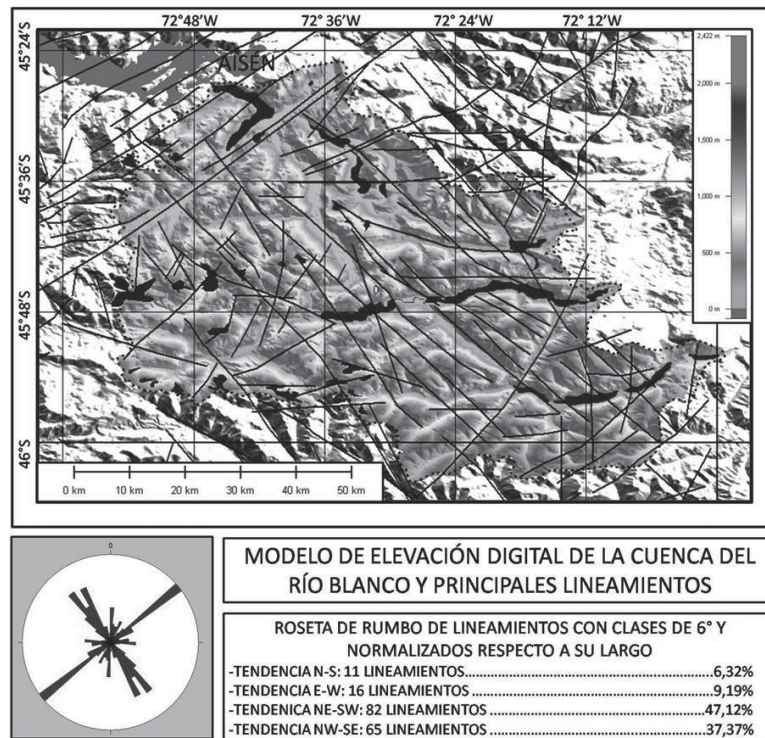 72°48'W 72°36'W 72°24'W 72°12'W
45°24'S
AISÉN
2,422 m
2,000 m
1,500 m
1,000 m
500 m
0 m
45°36'S
45°48'S
46°S
0 km 10 km 20 km 30 km 40 km 50 km
0
MODELO DE ELEVACIÓN DIGITAL DE LA CUENCA DEL
RÍO BLANCO Y PRINCIPALES LINEAMIENTOS
ROSETA DE RUMBO DE LINEAMIENTOS CON CLASES DE 6° Y
NORMALIZADOS RESPECTO A SU LARGO
-TENDENCIA N-S: 11 LINEAMIENTOS...........................................6,32%
-TENDENCIA E-W: 16 LINEAMIENTOS..........................................9,19%
-TENDENICA NE-SW: 82 LINEAMIENTOS.....................................47,12%
-TENDENCIA NW-SE: 65 LINEAMIENTOS.....................................37,37%